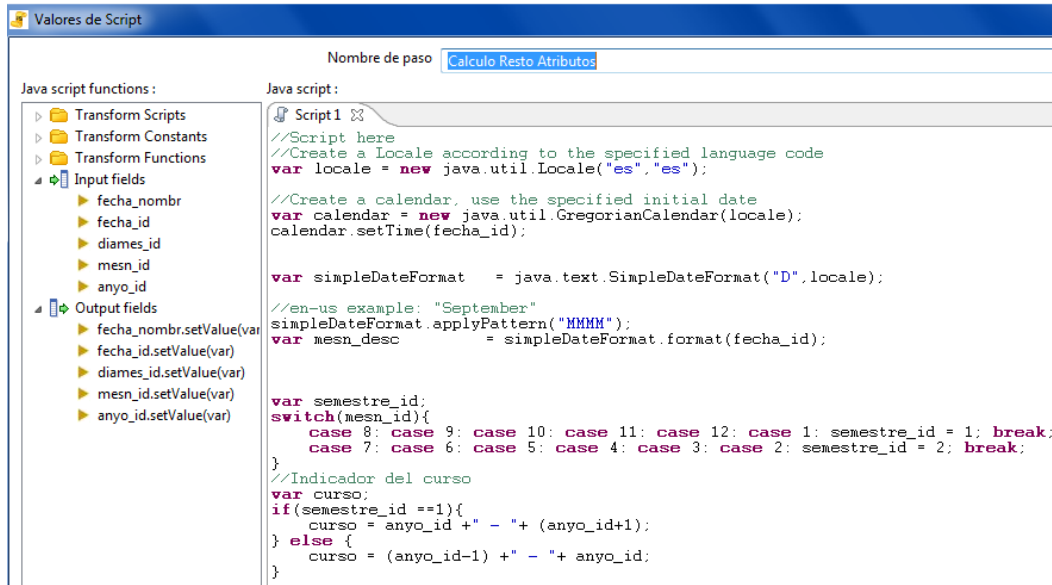 Valores de Script
Nombre de paso Calculo Resto Atributos
Java script functions :
Transform Scripts
Transform Constants
Transform Functions
Input fields
fecha_nombr
fecha_id
diames_id
mesn_id
anyo_id
Output fields
fecha_nombr.setValue(var
fecha_id.setValue(var)
diames_id.setValue(var)
mesn_id.setValue(var)
anyo_id.setValue(var)
Java script :
Script 1
//Script here
//Create a Locale according to the specified language code
var locale = new java.util.Locale("es","es");
//Create a calendar, use the specified initial date
var calendar = new java.util.GregorianCalendar(locale);
calendar.setTime(fecha_id);
var simpleDateFormat   = java.text.SimpleDateFormat("D",locale);
//en-us example: "September"
simpleDateFormat.applyPattern("MMMM");
var mesn_desc          = simpleDateFormat.format(fecha_id);
var semestre_id;
switch(mesn_id){
    case 8: case 9: case 10: case 11: case 12: case 1: semestre_id = 1; break;
    case 7: case 6: case 5: case 4: case 3: case 2: semestre_id = 2; break;
}
//Indicador del curso
var curso;
if(semestre_id ==1){
    curso = anyo_id +" - "+ (anyo_id+1);
} else {
    curso = (anyo_id-1) +" - "+ anyo_id;
}